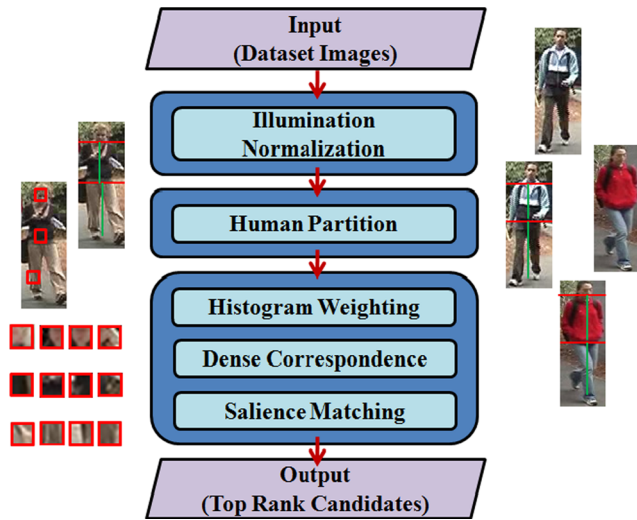 Input
(Dataset Images)
Illumination
Normalization
Human Partition
Histogram Weighting
Dense Correspondence
Salience Matching
Output
(Top Rank Candidates)